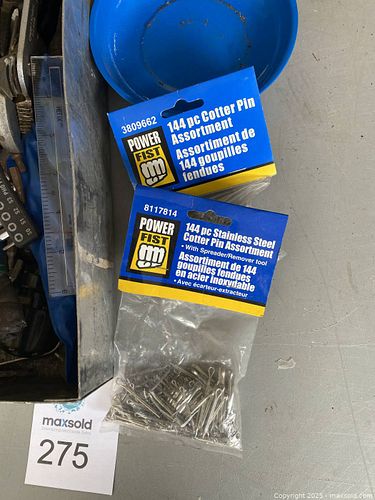 3809662
144 pc Cotter Pin
Assortment
Assortiment de
144 goupilles
fendues
POWER
FIST
8117814
144 pc Stainless Steel
Cotter Pin Assortment
• With Spreader/Remover tool
Assortiment de 144
goupilles fendues
en acier inoxydable
• Avec écarteur-extracteur
POWER
FIST
maxsold
275
Copyright 2025 - maxsold.com